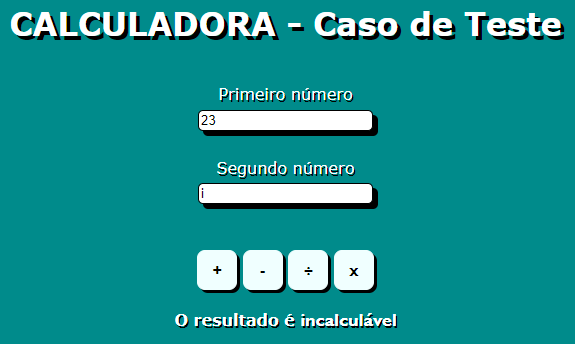 CALCULADORA - Caso de Teste
Primeiro número
23
Segundo número
i
+ - ÷ x
O resultado é incalculável